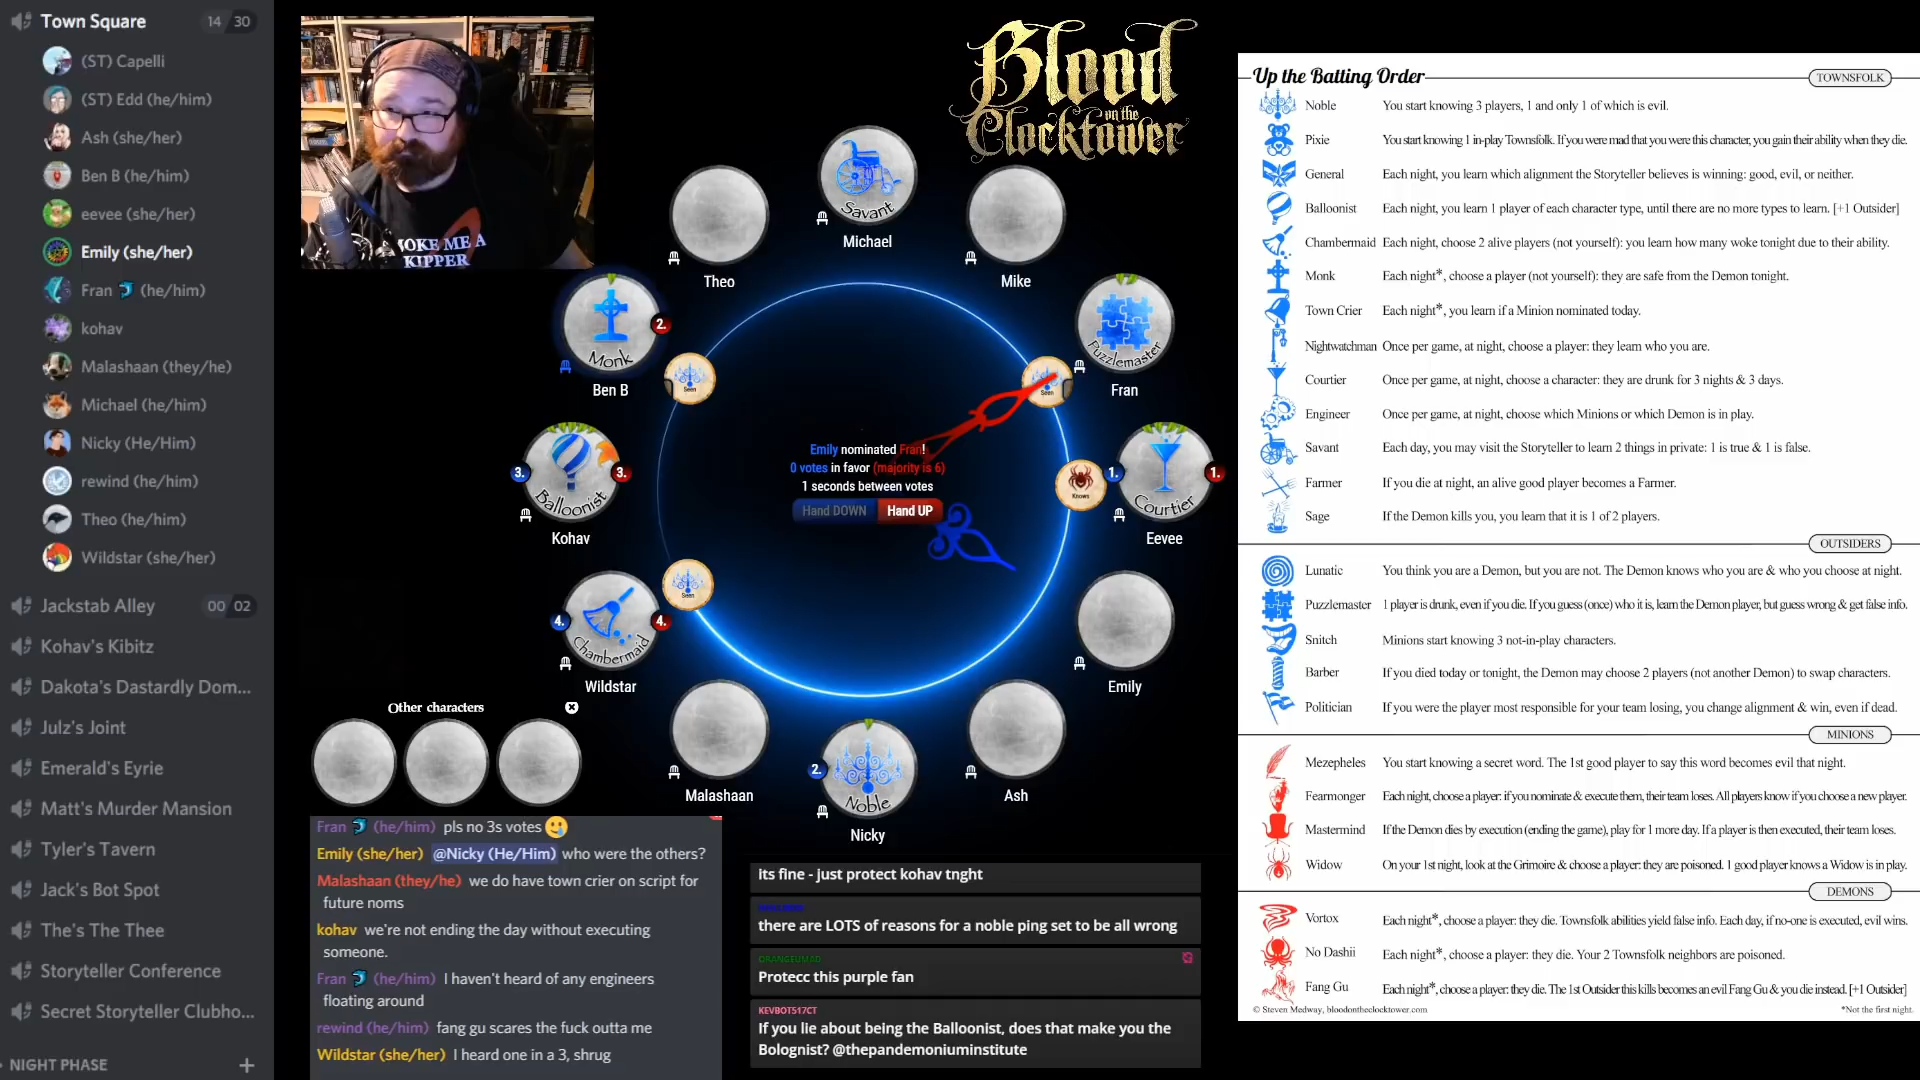 Town Square 14 30
(ST) Capelli
(ST) Edd (he/him)
Ash (she/her)
Ben B (he/him)
eevee (she/her)
Emily (she/her)
Fran (he/him)
kohav
Malashaan (they/he)
Michael (he/him)
Nicky (He/Him)
rewind (he/him)
Theo (he/him)
Wildstar (she/her)
Jackstab Alley 00 02
Kohav's Kibitz
Dakota's Dastardly Dom...
Julz's Joint
Emerald's Eyrie
Matt's Murder Mansion
Tyler's Tavern
Jack's Bot Spot
The's The Thee
Storyteller Conference
Secret Storyteller Clubho...
NIGHT PHASE +
SMOKE ME A
KIPPER
Blood
on the
Clocktower
Savant
Michael
Theo
Mike
Monk
2.
Ben B
Seen
Puzzlemaster
Fran
Seen
Balloonist
3.
3.
Kohav
Knows
Courtier
1.
1.
Eevee
Emily nominated Fran!
0 votes in favor (majority is 6)
1 seconds between votes
Hand DOWN Hand UP
Seen
Chambermaid
4.
4.
Wildstar
Emily
Malashaan
Noble
2.
Nicky
Ash
Other characters
Fran (he/him) pls no 3s votes
Emily (she/her) @Nicky (He/Him) who were the others?
Malashaan (they/he) we do have town crier on script for
future noms
kohav we're not ending the day without executing
someone.
Fran (he/him) I haven't heard of any engineers
floating around
rewind (he/him) fang gu scares the fuck outta me
Wildstar (she/her) I heard one in a 3, shrug
its fine - just protect kohav tnght
there are LOTS of reasons for a noble ping set to be all wrong
ORANGEUMAD
Protecc this purple fan
KEVBOT517CT
If you lie about being the Balloonist, does that make you the
Bolognist? @thepandemoniuminstitute
Up the Batting Order
TOWNSFOLK
Noble You start knowing 3 players, 1 and only 1 of which is evil.
Pixie You start knowing 1 in-play Townsfolk. If you were mad that you were this character, you gain their ability when they die.
General Each night, you learn which alignment the Storyteller believes is winning: good, evil, or neither.
Balloonist Each night, you learn 1 player of each character type, until there are no more types to learn. [+1 Outsider]
Chambermaid Each night, choose 2 alive players (not yourself): you learn how many woke tonight due to their ability.
Monk Each night*, choose a player (not yourself): they are safe from the Demon tonight.
Town Crier Each night*, you learn if a Minion nominated today.
Nightwatchman Once per game, at night, choose a player: they learn who you are.
Courtier Once per game, at night, choose a character: they are drunk for 3 nights & 3 days.
Engineer Once per game, at night, choose which Minions or which Demon is in play.
Savant Each day, you may visit the Storyteller to learn 2 things in private: 1 is true & 1 is false.
Farmer If you die at night, an alive good player becomes a Farmer.
Sage If the Demon kills you, you learn that it is 1 of 2 players.
OUTSIDERS
Lunatic You think you are a Demon, but you are not. The Demon knows who you are & who you choose at night.
Puzzlemaster 1 player is drunk, even if you die. If you guess (once) who it is, learn the Demon player, but guess wrong & get false info.
Snitch Minions start knowing 3 not-in-play characters.
Barber If you died today or tonight, the Demon may choose 2 players (not another Demon) to swap characters.
Politician If you were the player most responsible for your team losing, you change alignment & win, even if dead.
MINIONS
Mezepheles You start knowing a secret word. The 1st good player to say this word becomes evil that night.
Fearmonger Each night, choose a player: if you nominate & execute them, their team loses. All players know if you choose a new player.
Mastermind If the Demon dies by execution (ending the game), play for 1 more day. If a player is then executed, their team loses.
Widow On your 1st night, look at the Grimoire & choose a player: they are poisoned. 1 good player knows a Widow is in play.
DEMONS
Vortox Each night*, choose a player: they die. Townsfolk abilities yield false info. Each day, if no-one is executed, evil wins.
No Dashii Each night*, choose a player: they die. Your 2 Townsfolk neighbors are poisoned.
Fang Gu Each night*, choose a player: they die. The 1st Outsider this kills becomes an evil Fang Gu & you die instead. [+1 Outsider]
© Steven Medway, bloodontheclocktower.com *Not the first night.